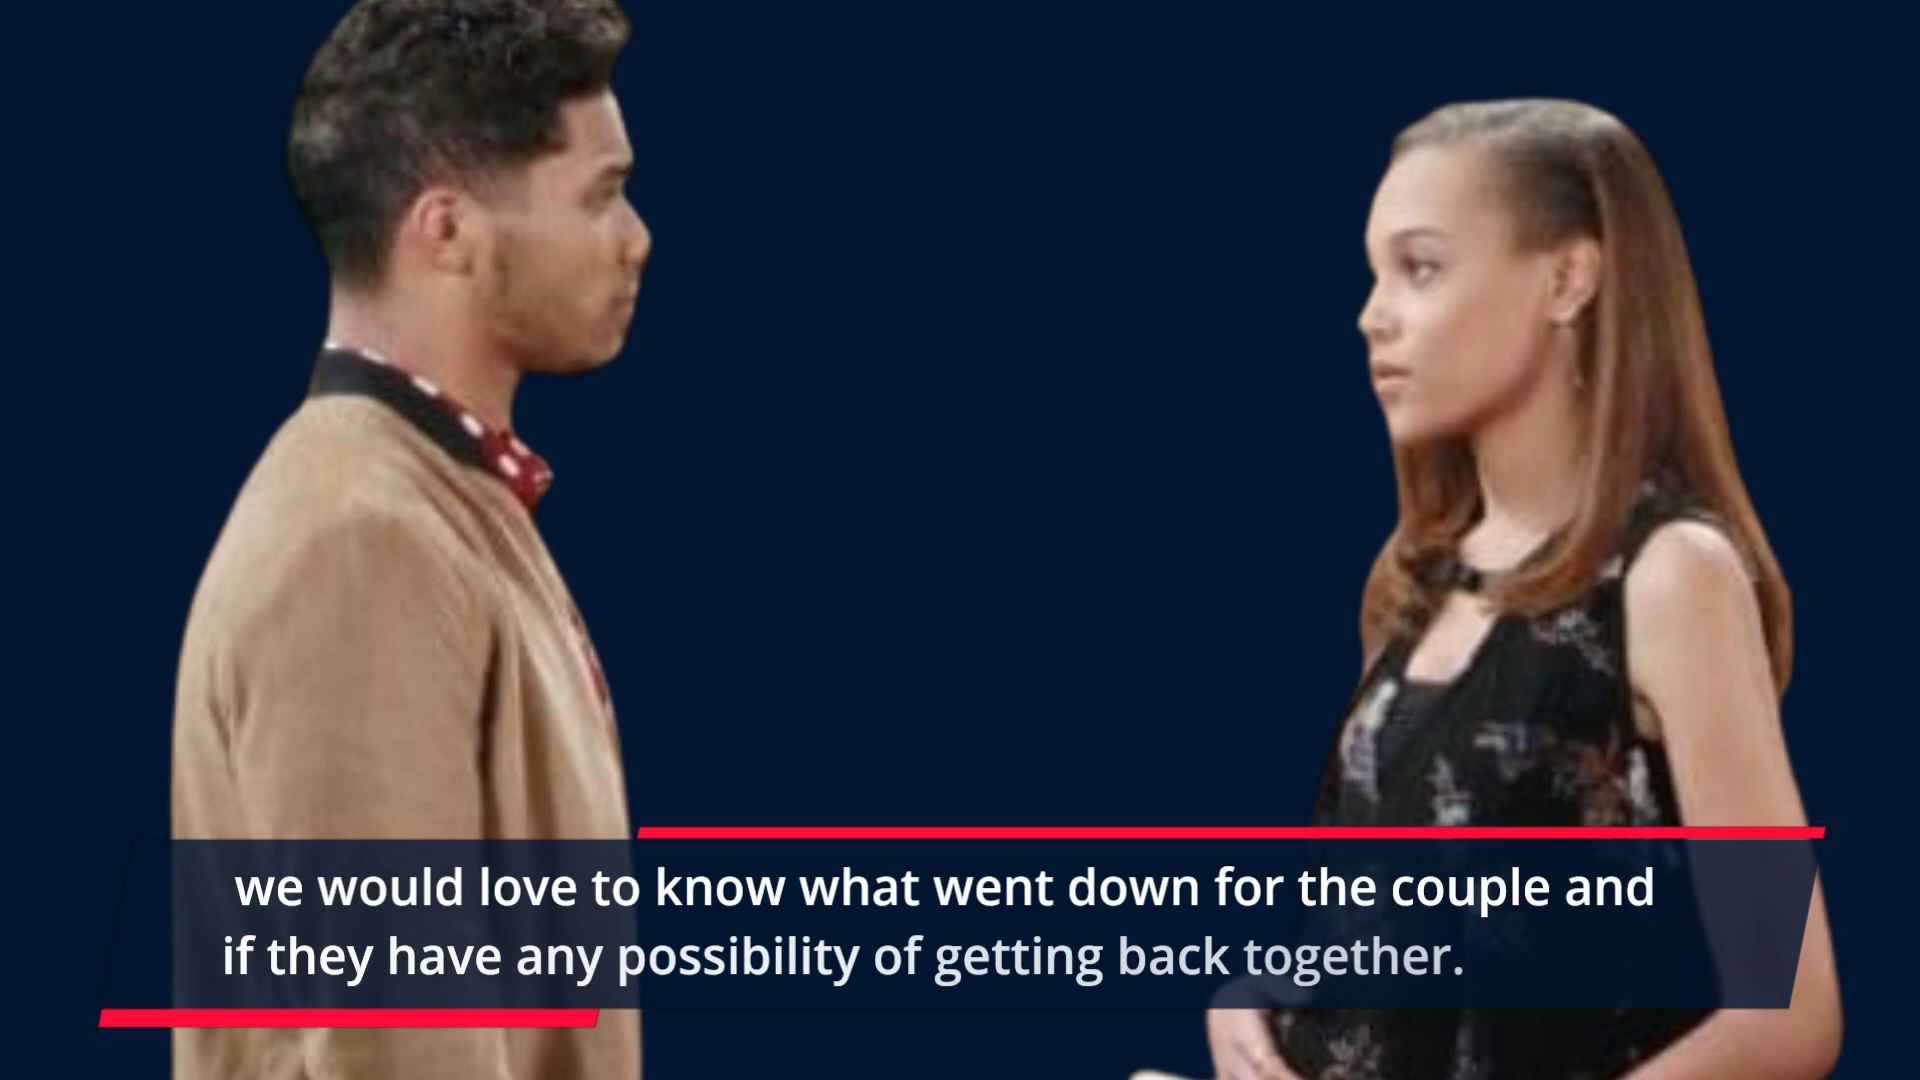 we would love to know what went down for the couple and
if they have any possibility of getting back together.